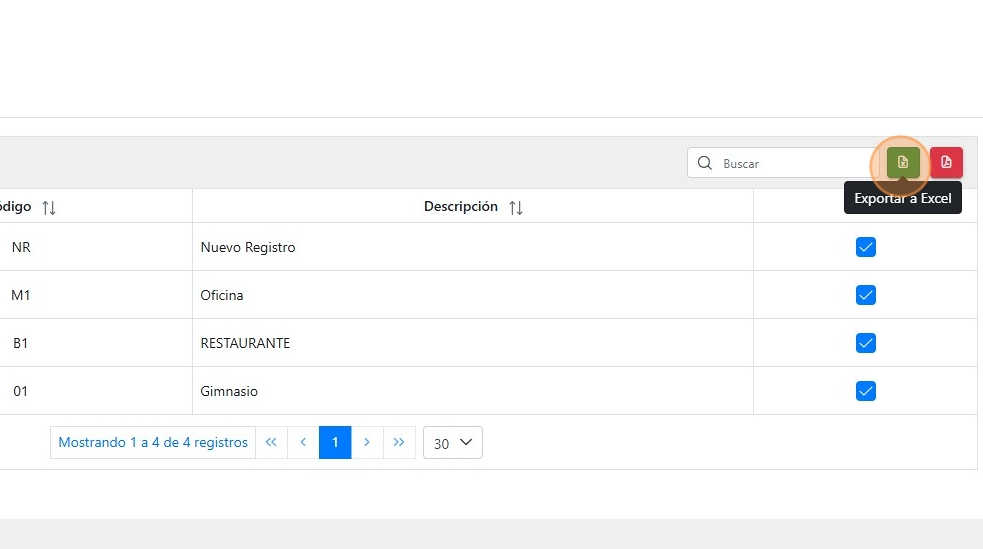 Buscar
Exportar a Excel
ódigo Descripción
NR Nuevo Registro
M1 Oficina
B1 RESTAURANTE
01 Gimnasio
Mostrando 1 a 4 de 4 registros << < 1 > >> 30